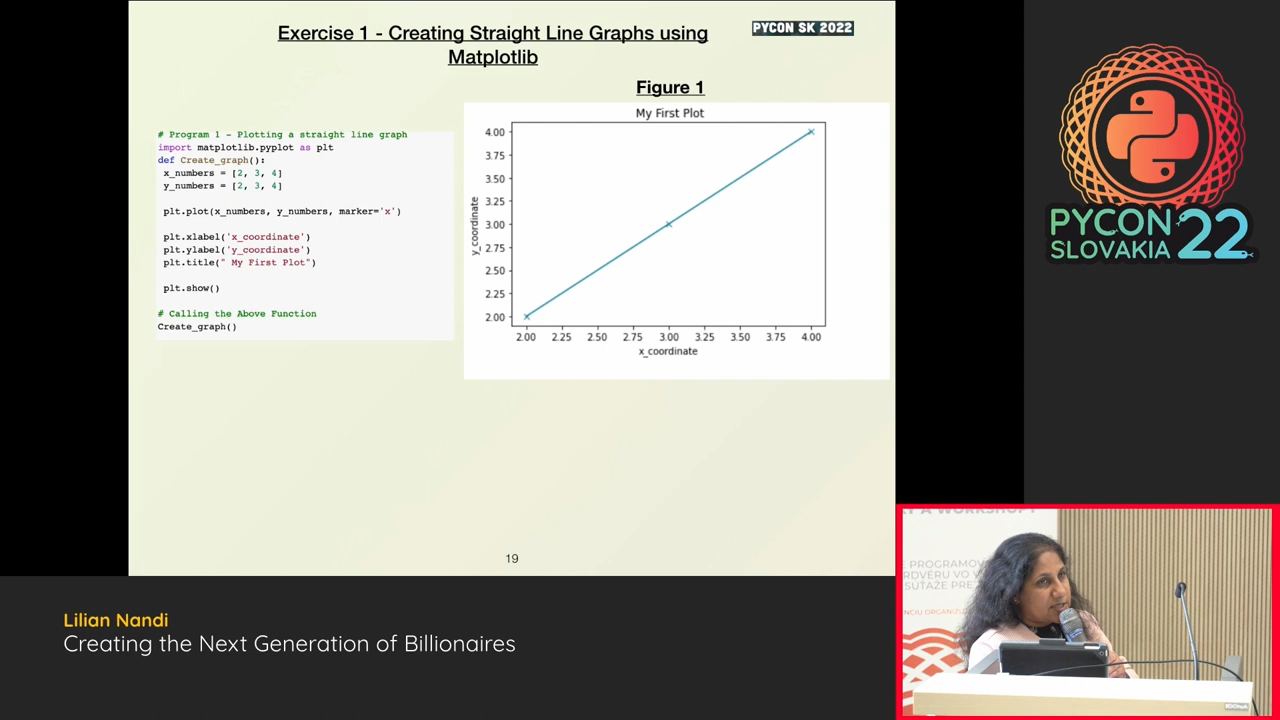 Exercise 1 - Creating Straight Line Graphs using
Matplotlib
PYCON SK 2022
Figure 1
# Program 1 - Plotting a straight line graph
import matplotlib.pyplot as plt
def Create_graph():
x_numbers = [2, 3, 4]
y_numbers = [2, 3, 4]
plt.plot(x_numbers, y_numbers, marker='x')
plt.xlabel('x_coordinate')
plt.ylabel('y_coordinate')
plt.title(" My First Plot")
plt.show()
# Calling the Above Function
Create_graph()
My First Plot
y_coordinate
4.00
3.75
3.50
3.25
3.00
2.75
2.50
2.25
2.00
2.00 2.25 2.50 2.75 3.00 3.25 3.50 3.75 4.00
x_coordinate
19
PYCON
SLOVAKIA
22
Lilian Nandi
Creating the Next Generation of Billionaires
A WORKSHOP
PROGRAMOV
VO
SÚŤAŽE